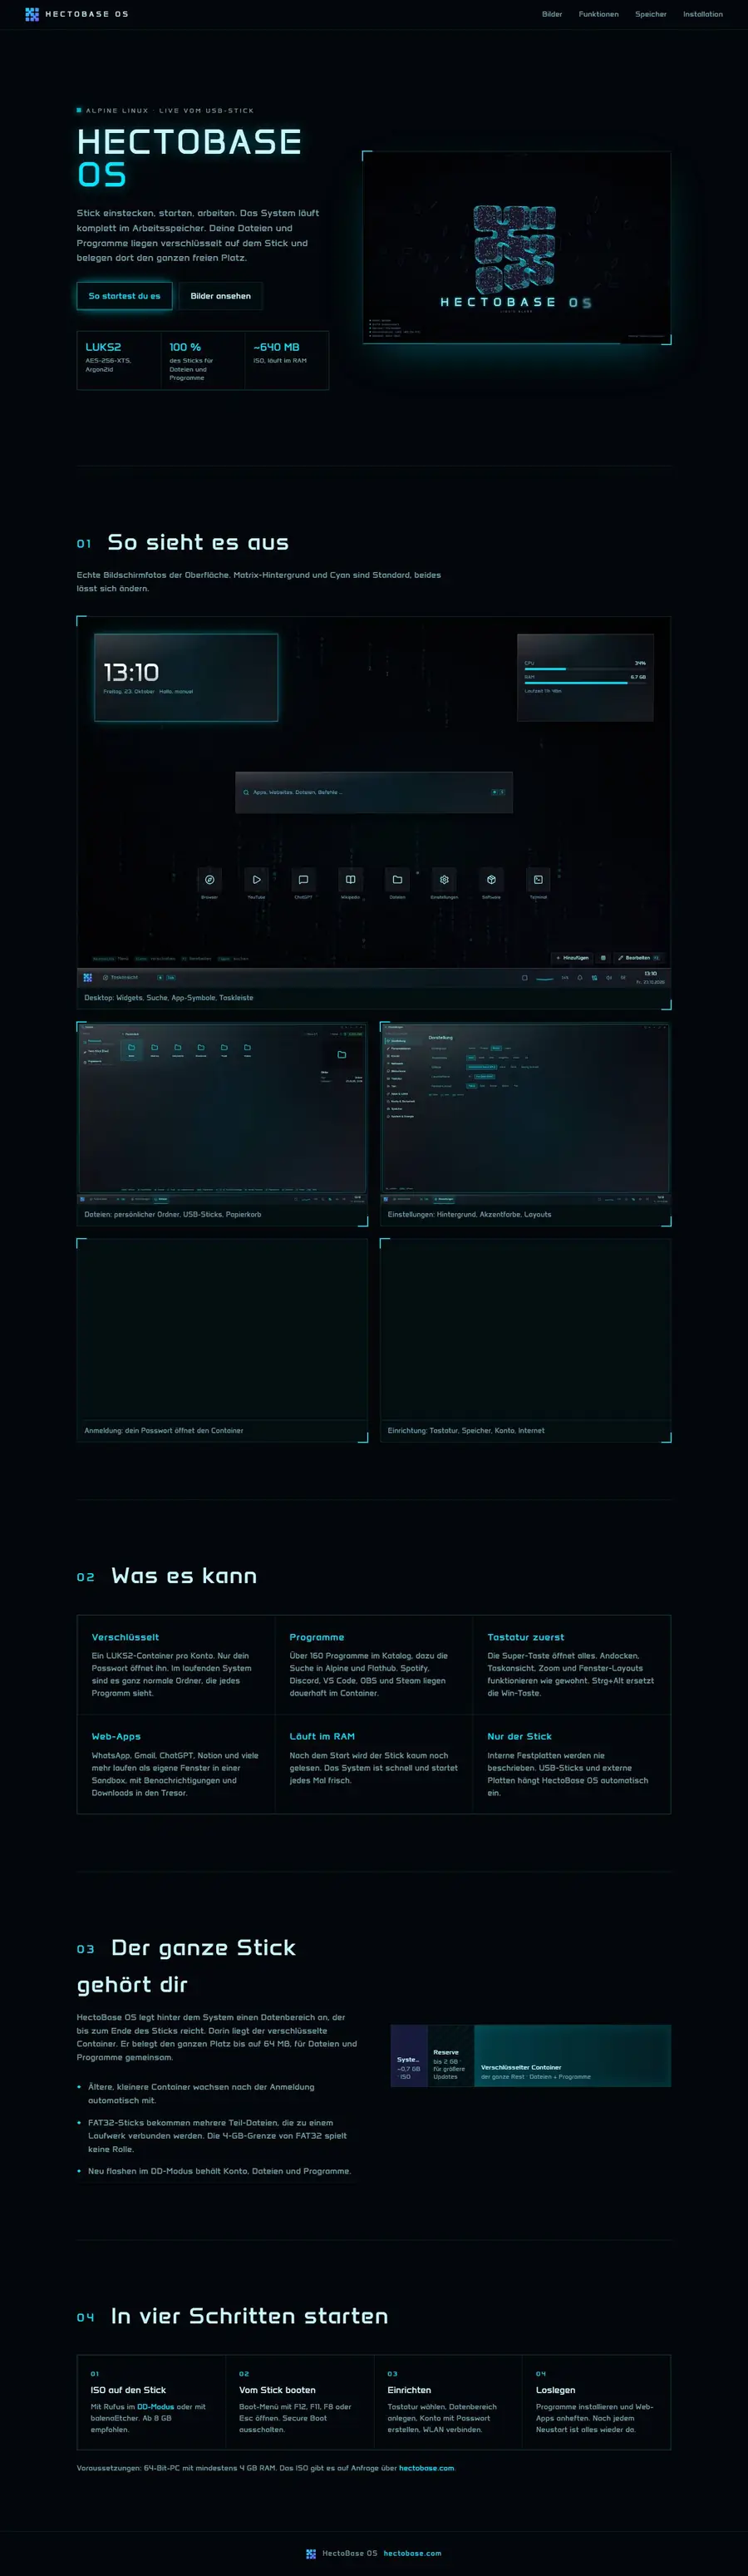 HECTOBASE OS
Bilder
Funktionen
Speicher
Installation
ALPINE LINUX · LIVE VOM USB-STICK
HECTOBASE
OS
Stick einstecken, starten, arbeiten. Das System läuft
komplett im Arbeitsspeicher. Deine Dateien und
Programme liegen verschlüsselt auf dem Stick und
belegen dort den ganzen freien Platz.
So startest du es
Bilder ansehen
LUKS2
AES-256-XTS,
Argon2id
100 %
des Sticks für
Dateien und
Programme
~640 MB
ISO, läuft im RAM
HECTOBASE OS
01 So sieht es aus
Echte Bildschirmfotos der Oberfläche. Matrix-Hintergrund und Cyan sind Standard, beides
lässt sich ändern.
13:10
Freitag, 23. Oktober Hallo, manuel
CPU 34%
RAM 6.7 GB
Apps, Websites, Dateien, Befehle …
Browser
YouTube
ChatGPT
Wikipedia
Dateien
Einstellungen
Software
Terminal
Hinzufügen
Bearbeiten
Taskansicht
13:10
Desktop: Widgets, Suche, App-Symbole, Taskleiste
Darstellung
Dateien: persönlicher Ordner, USB-Sticks, Papierkorb
Einstellungen: Hintergrund, Akzentfarbe, Layouts
Anmeldung: dein Passwort öffnet den Container
Einrichtung: Tastatur, Speicher, Konto, Internet
02 Was es kann
Verschlüsselt
Ein LUKS2-Container pro Konto. Nur dein
Passwort öffnet ihn. Im laufenden System
sind es ganz normale Ordner, die jedes
Programm sieht.
Programme
Über 160 Programme im Katalog, dazu die
Suche in Alpine und Flathub. Spotify,
Discord, VS Code, OBS und Steam liegen
dauerhaft im Container.
Tastatur zuerst
Die Super-Taste öffnet alles. Andocken,
Taskansicht, Zoom und Fenster-Layouts
funktionieren wie gewohnt. Strg+Alt ersetzt
die Win-Taste.
Web-Apps
WhatsApp, Gmail, ChatGPT, Notion und viele
mehr laufen als eigene Fenster in einer
Sandbox, mit Benachrichtigungen und
Downloads in den Tresor.
Läuft im RAM
Nach dem Start wird der Stick kaum noch
gelesen. Das System ist schnell und startet
jedes Mal frisch.
Nur der Stick
Interne Festplatten werden nie
beschrieben. USB-Sticks und externe
Platten hängt HectoBase OS automatisch
ein.
03 Der ganze Stick
gehört dir
HectoBase OS legt hinter dem System einen Datenbereich an, der
bis zum Ende des Sticks reicht. Darin liegt der verschlüsselte
Container. Er belegt den ganzen Platz bis auf 64 MB, für Dateien und
Programme gemeinsam.
Ältere, kleinere Container wachsen nach der Anmeldung
automatisch mit.
FAT32-Sticks bekommen mehrere Teil-Dateien, die zu einem
Laufwerk verbunden werden. Die 4-GB-Grenze von FAT32 spielt
keine Rolle.
Neu flashen im DD-Modus behält Konto, Dateien und Programme.
Syste…
~0,7 GB
· ISO
Reserve
bis 2 GB ·
für größere
Updates
Verschlüsselter Container
der ganze Rest · Dateien + Programme
04 In vier Schritten starten
01
ISO auf den Stick
Mit Rufus im DD-Modus oder mit
balenaEtcher. Ab 8 GB
empfohlen.
02
Vom Stick booten
Boot-Menü mit F12, F11, F8 oder
Esc öffnen. Secure Boot
ausschalten.
03
Einrichten
Tastatur wählen, Datenbereich
anlegen, Konto mit Passwort
erstellen, WLAN verbinden.
04
Loslegen
Programme installieren und Web-
Apps anheften. Nach jedem
Neustart ist alles wieder da.
Voraussetzungen: 64-Bit-PC mit mindestens 4 GB RAM. Das ISO gibt es auf Anfrage über hectobase.com.
HectoBase OS hectobase.com